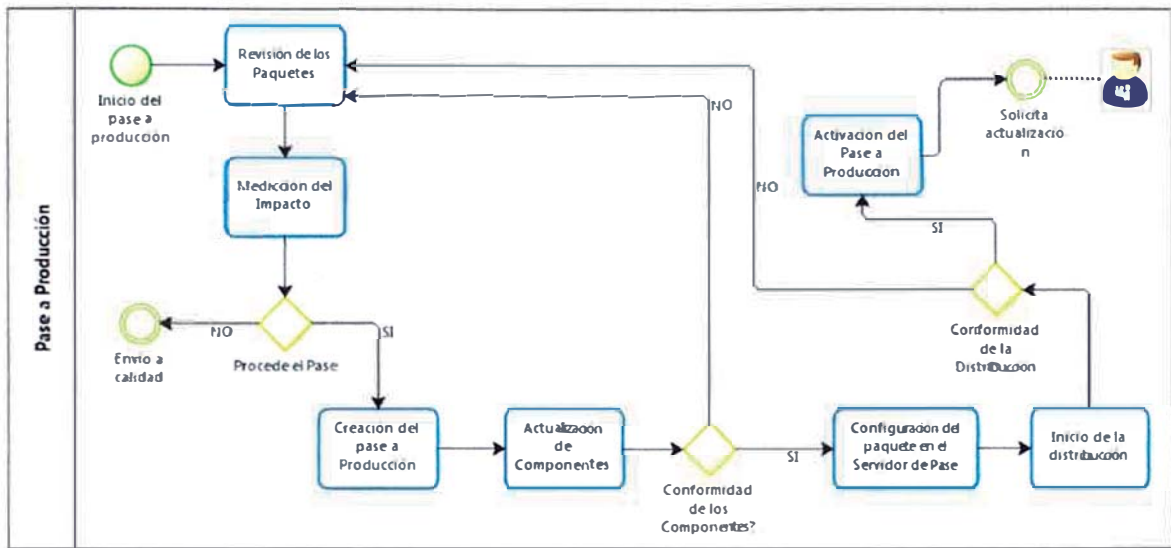 Pase a Producción
Inicio del
pase a
producción
Revisión de los
Paquetes
Medición del
Impacto
Procede el Pase
NO
Envío a
calidad
SI
Creación del
pase a
Producción
Actualización
de
Componentes
Conformidad
de los
Componentes?
NO
SI
Configuración del
paquete en el
Servidor de Pase
Inicio de la
distribución
Conformidad
de la
Distribución
NO
SI
Activación del
Pase a
Producción
Solicita
actualizació
n